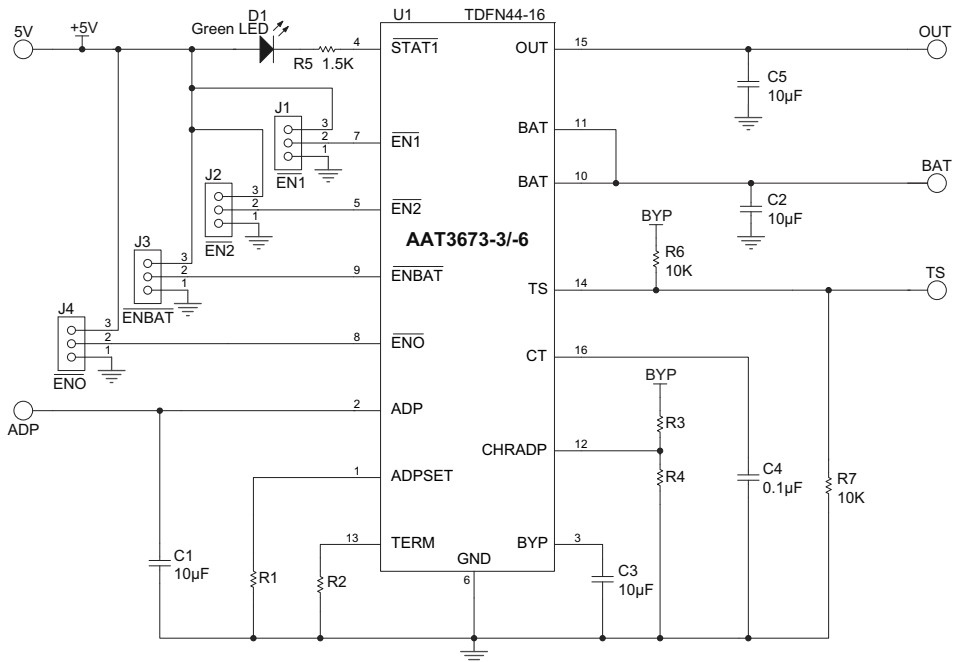 5V
+5V
D1
Green LED
R5 1.5K
U1 TDFN44-16
4 STAT1
OUT 15
OUT
C5
10µF
J1
3
2
1
EN1
7 EN1
BAT 11
BAT 10
BAT
C2
10µF
J2
3
2
1
EN2
5 EN2
AAT3673-3/-6
BYP
R6
10K
J3
3
2
1
ENBAT
9 ENBAT
TS 14
TS
J4
3
2
1
ENO
8 ENO
CT 16
BYP
R3
ADP
2 ADP
CHRADP 12
R4
1 ADPSET
C4
0.1µF
R7
10K
13 TERM
BYP 3
GND
6
C1
10µF
R1
R2
C3
10µF